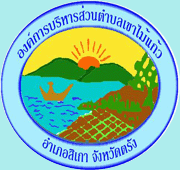 องค์การบริหารส่วนตำบลเขาไม้แก้ว
อำเภอสิเกา จังหวัดตรัง